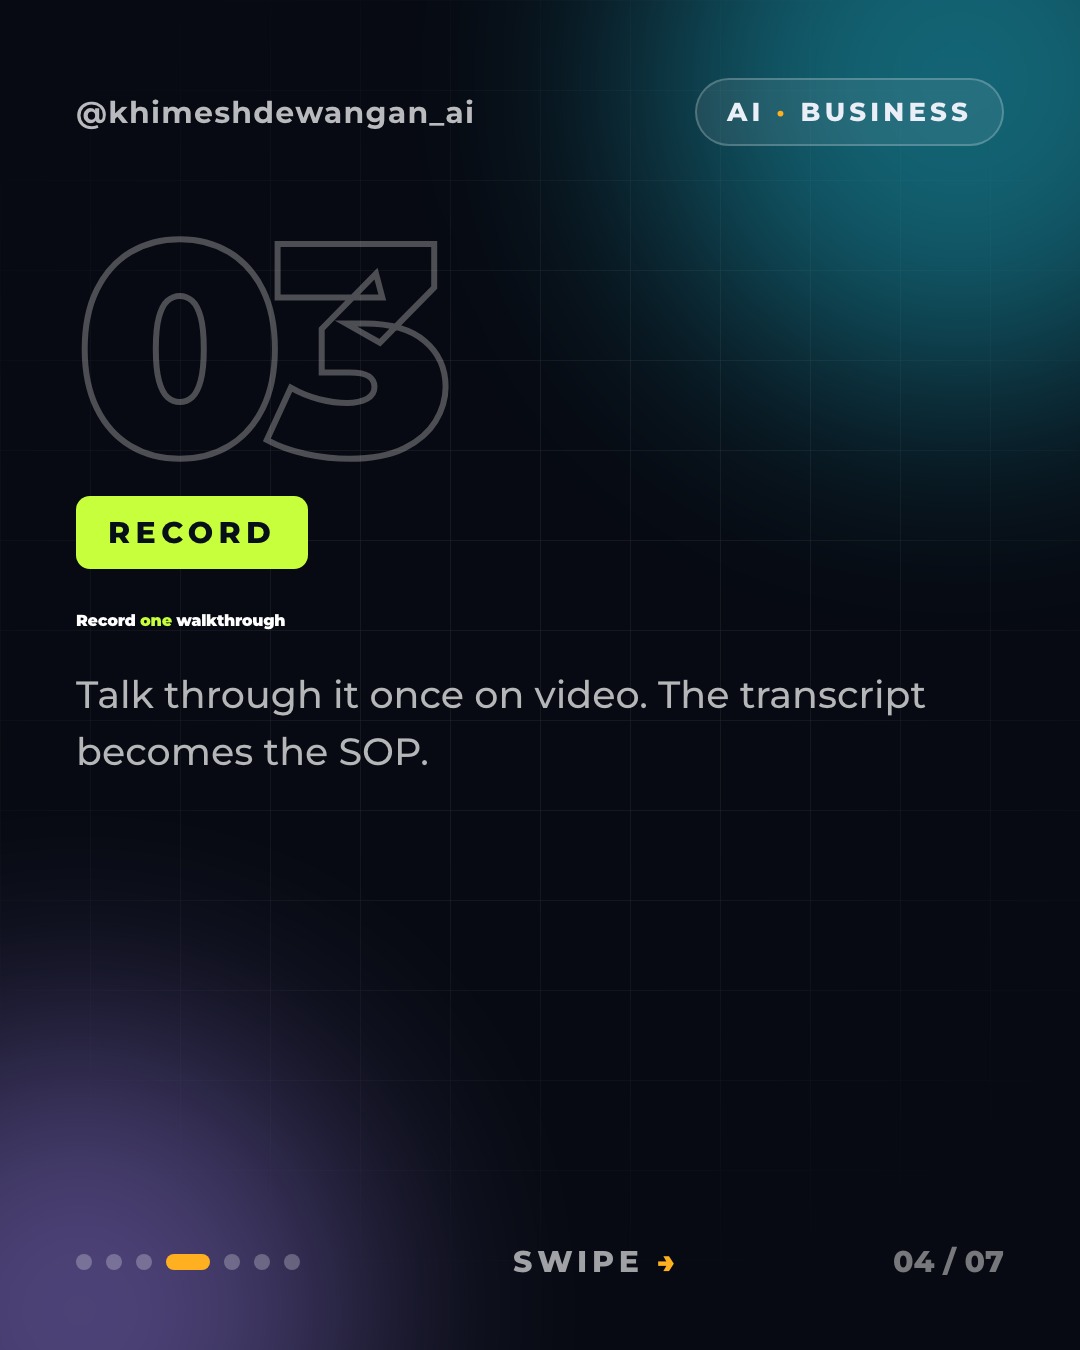 @khimeshdewangan_ai
AI · BUSINESS
03
RECORD
Record one walkthrough
Talk through it once on video. The transcript
becomes the SOP.
SWIPE →
04 / 07